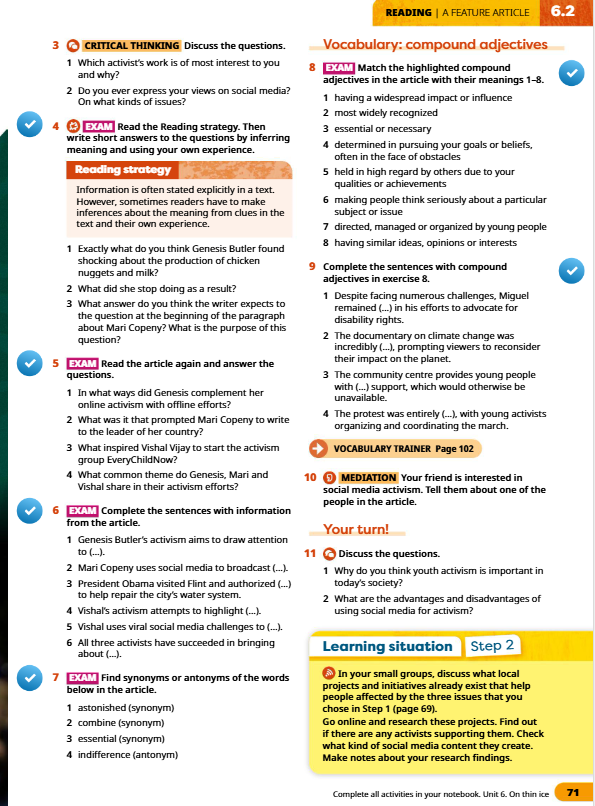 READING | A FEATURE ARTICLE 6.2
3 CRITICAL THINKING Discuss the questions.
1 Which activist's work is of most interest to you
and why?
2 Do you ever express your views on social media?
On what kinds of issues?
4 EXAM Read the Reading strategy. Then
write short answers to the questions by inferring
meaning and using your own experience.
Reading strategy
Information is often stated explicitly in a text.
However, sometimes readers have to make
inferences about the meaning from clues in the
text and their own experience.
1 Exactly what do you think Genesis Butler found
shocking about the production of chicken
nuggets and milk?
2 What did she stop doing as a result?
3 What answer do you think the writer expects to
the question at the beginning of the paragraph
about Mari Copeny? What is the purpose of this
question?
5 EXAM Read the article again and answer the
questions.
1 In what ways did Genesis complement her
online activism with offline efforts?
2 What was it that prompted Mari Copeny to write
to the leader of her country?
3 What inspired Vishal Vijay to start the activism
group EveryChildNow?
4 What common theme do Genesis, Mari and
Vishal share in their activism efforts?
6 EXAM Complete the sentences with information
from the article.
1 Genesis Butler's activism aims to draw attention
to (...).
2 Mari Copeny uses social media to broadcast (...).
3 President Obama visited Flint and authorized (...)
to help repair the city's water system.
4 Vishal's activism attempts to highlight (...).
5 Vishal uses viral social media challenges to (...).
6 All three activists have succeeded in bringing
about (...).
7 EXAM Find synonyms or antonyms of the words
below in the article.
1 astonished (synonym)
2 combine (synonym)
3 essential (synonym)
4 indifference (antonym)
Vocabulary: compound adjectives
8 EXAM Match the highlighted compound
adjectives in the article with their meanings 1–8.
1 having a widespread impact or influence
2 most widely recognized
3 essential or necessary
4 determined in pursuing your goals or beliefs,
often in the face of obstacles
5 held in high regard by others due to your
qualities or achievements
6 making people think seriously about a particular
subject or issue
7 directed, managed or organized by young people
8 having similar ideas, opinions or interests
9 Complete the sentences with compound
adjectives in exercise 8.
1 Despite facing numerous challenges, Miguel
remained (...) in his efforts to advocate for
disability rights.
2 The documentary on climate change was
incredibly (...), prompting viewers to reconsider
their impact on the planet.
3 The community centre provides young people
with (...) support, which would otherwise be
unavailable.
4 The protest was entirely (...), with young activists
organizing and coordinating the march.
VOCABULARY TRAINER Page 102
10 MEDIATION Your friend is interested in
social media activism. Tell them about one of the
people in the article.
Your turn!
11 Discuss the questions.
1 Why do you think youth activism is important in
today's society?
2 What are the advantages and disadvantages of
using social media for activism?
Learning situation Step 2
In your small groups, discuss what local
projects and initiatives already exist that help
people affected by the three issues that you
chose in Step 1 (page 69).
Go online and research these projects. Find out
if there are any activists supporting them. Check
what kind of social media content they create.
Make notes about your research findings.
Complete all activities in your notebook. Unit 6. On thin ice 71